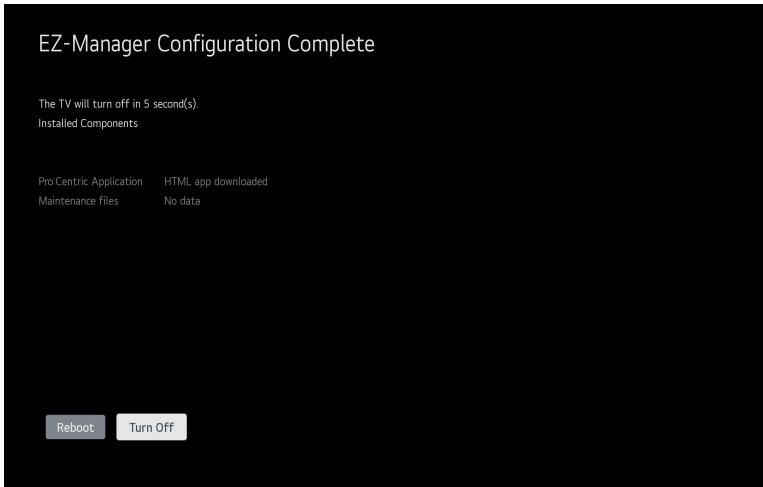 EZ-Manager Configuration Complete
The TV will turn off in 5 second(s).
Installed Components
Pro:Centric Application HTML app downloaded
Maintenance files No data
Reboot Turn Off